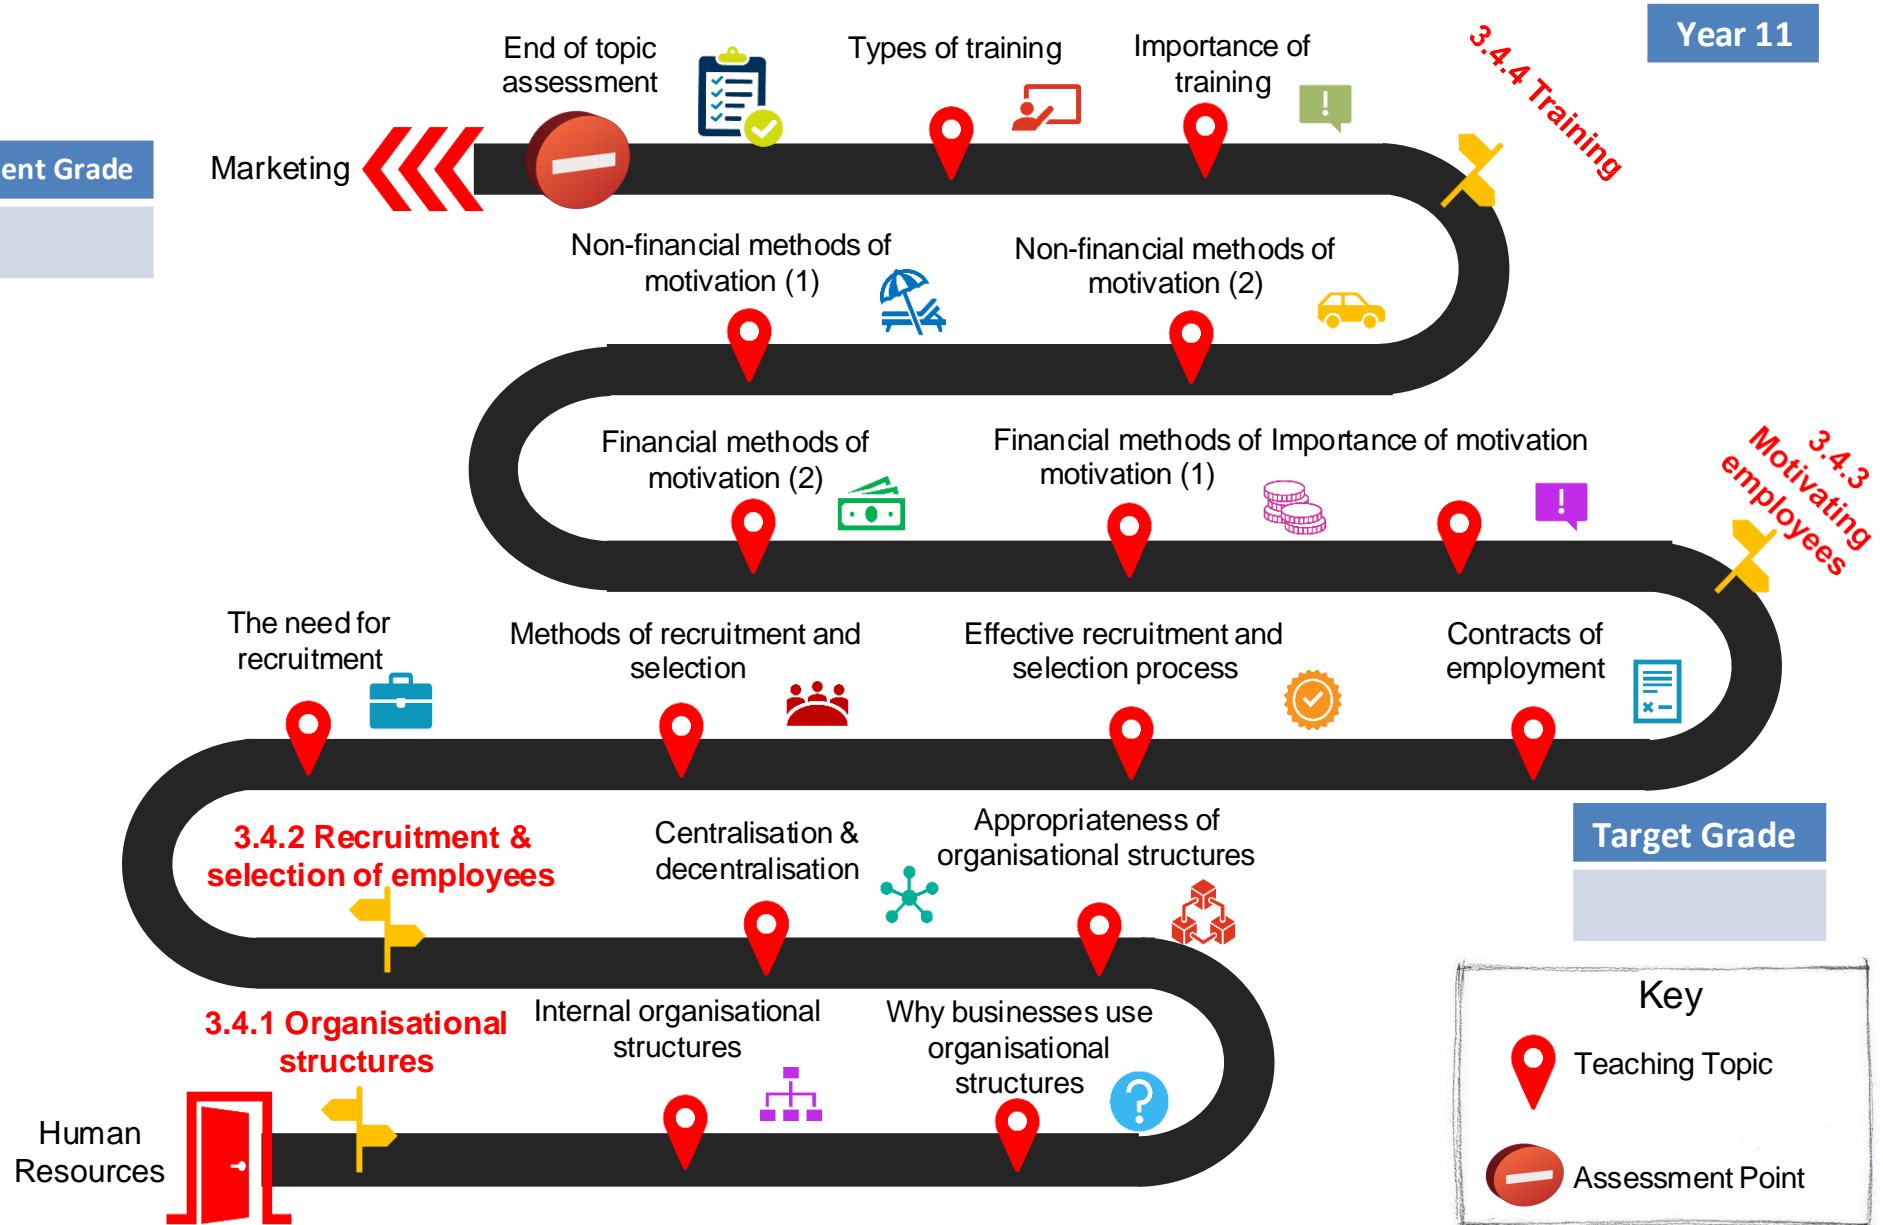 Year 11
End of topic
assessment
Types of training
Importance of
training
3.4.4 Training
ent Grade
Marketing
Non-financial methods of
motivation (1)
Non-financial methods of
motivation (2)
Financial methods of
motivation (2)
Financial methods of
motivation (1)
Importance of motivation
3.4.3
Motivating
employees
The need for
recruitment
Methods of recruitment and
selection
Effective recruitment and
selection process
Contracts of
employment
3.4.2 Recruitment &
selection of employees
Centralisation &
decentralisation
Appropriateness of
organisational structures
Target Grade
3.4.1 Organisational
structures
Internal organisational
structures
Why businesses use
organisational
structures
Human
Resources
Key
Teaching Topic
Assessment Point